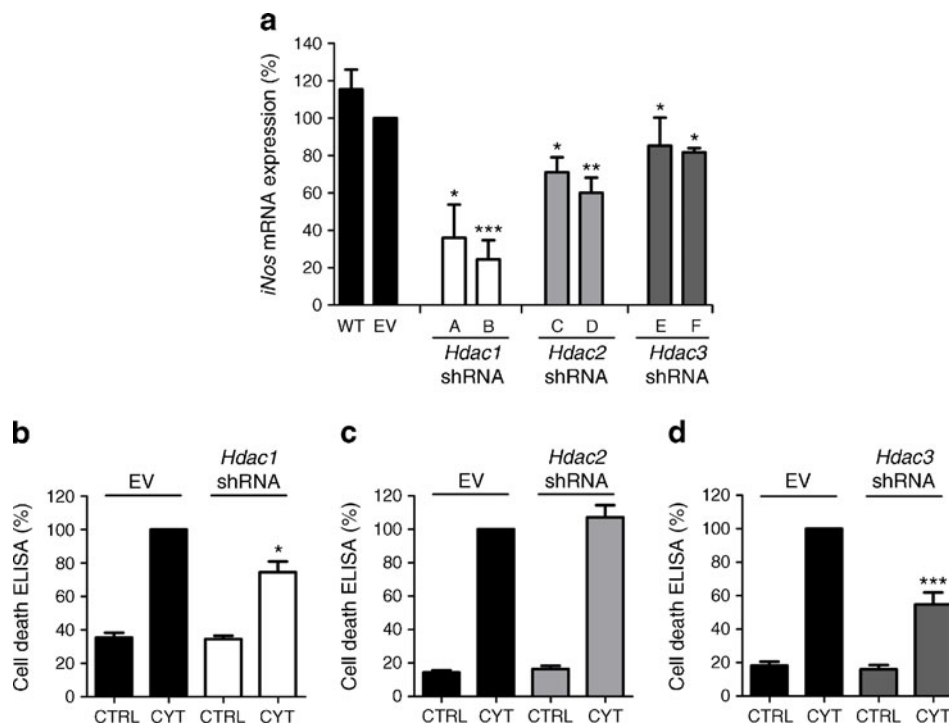 a
iNos mRNA expression (%)
140
120
100
80
60
40
20
0
* *** * ** * *
WT EV A B C D E F
Hdac1 Hdac2 Hdac3
shRNA shRNA shRNA
b
Hdac1
EV shRNA
Cell death ELISA (%)
120
100
80
60
40
20
0
*
CTRL CYT CTRL CYT
c
Hdac2
EV shRNA
Cell death ELISA (%)
120
100
80
60
40
20
0
CTRL CYT CTRL CYT
d
Hdac3
EV shRNA
Cell death ELISA (%)
120
100
80
60
40
20
0
***
CTRL CYT CTRL CYT